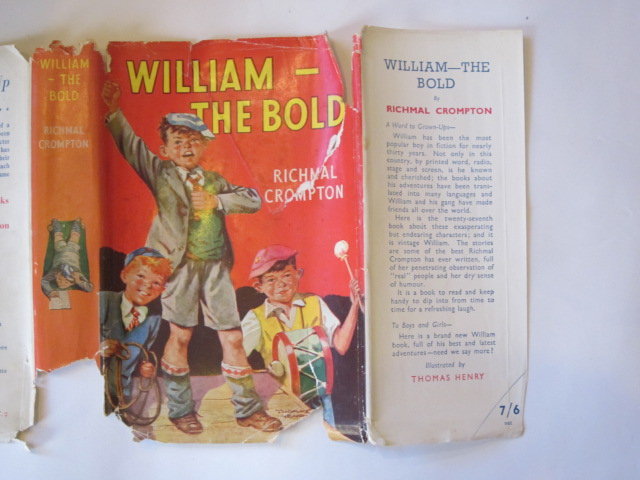 WILLIAM
- THE
BOLD
RICHMAL
CROMPTON
WILLIAM -
THE BOLD
RICHMAL
CROMPTON
WILLIAM—THE
BOLD
By
RICHMAL CROMPTON
A Word to Grown-Ups—
William has been the most
popular boy in fiction for nearly
thirty years. Not only in this
country, by printed word, radio,
stage and screen, is he known
and cherished; the books about
his adventures have been trans-
lated into many languages and
William and his gang have made
friends all over the world.
Here is the twenty-seventh
book about these exasperating
but endearing characters; and it
is vintage William. The stories
are some of the best Richmal
Crompton has ever written, full
of her penetrating observation of
"real" people and her dry sense
of humour.
It is a book to read and keep
handy to dip into from time to
time for a refreshing laugh.
To Boys and Girls—
Here is a brand new William
book, full of his best and latest
adventures—need we say more?
Illustrated by
THOMAS HENRY
7/6